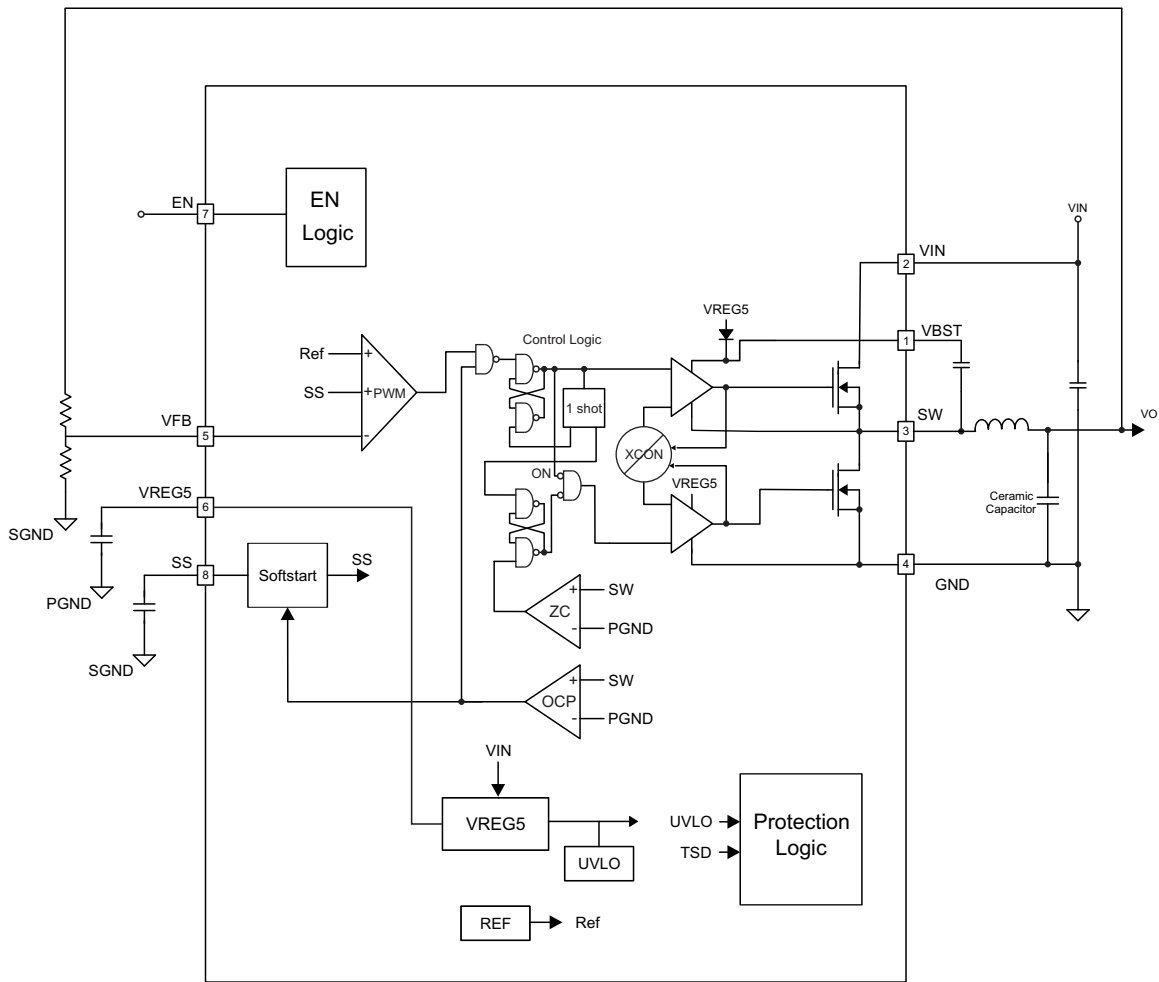 EN
7
EN
Logic
VIN
VIN
2
VREG5
VBST
1
Control Logic
Ref
+
SS
+
PWM
-
1 shot
SW
3
VO
VFB
5
XCON
ON
VREG5
VREG5
6
Ceramic
Capacitor
SGND
SS
8
Softstart
SS
4
GND
PGND
+
SW
ZC
-
PGND
SGND
+
SW
OCP
-
PGND
VIN
VREG5
UVLO
UVLO
TSD
Protection
Logic
REF
Ref